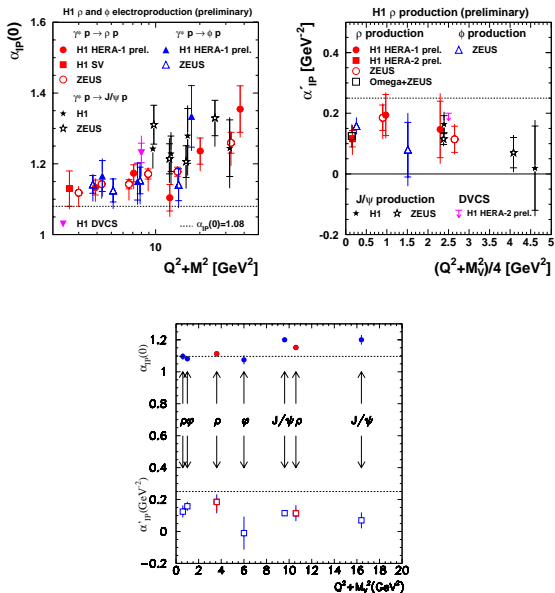 H1 ρ and ϕ electroproduction (preliminary)
α_IP(0)
γ* p → ρ p
γ* p → ϕ p
H1 HERA-1 prel.
H1 HERA-1 prel.
H1 SV
ZEUS
ZEUS
γ* p → J/ψ p
H1
ZEUS
H1 DVCS
α_IP(0)=1.08
1.6
1.4
1.2
1
10
Q²+M² [GeV²]
H1 ρ production (preliminary)
α'_IP [GeV⁻²]
ρ production
ϕ production
H1 HERA-1 prel.
ZEUS
H1 HERA-2 prel.
ZEUS
Omega+ZEUS
J/ψ production
DVCS
H1
ZEUS
H1 HERA-2 prel.
0.6
0.4
0.2
0
-0.2
0 0.5 1 1.5 2 2.5 3 3.5 4 4.5 5
(Q²+M²_V)/4 [GeV²]
α_IP(0)
α'_IP(GeV⁻²)
1.2
1
0.8
0.6
0.4
0.2
0
-0.2
ρ φ ρ φ J/ψ ρ J/ψ
0 2 4 6 8 10 12 14 16 18 20
Q²+M_V²(GeV²)